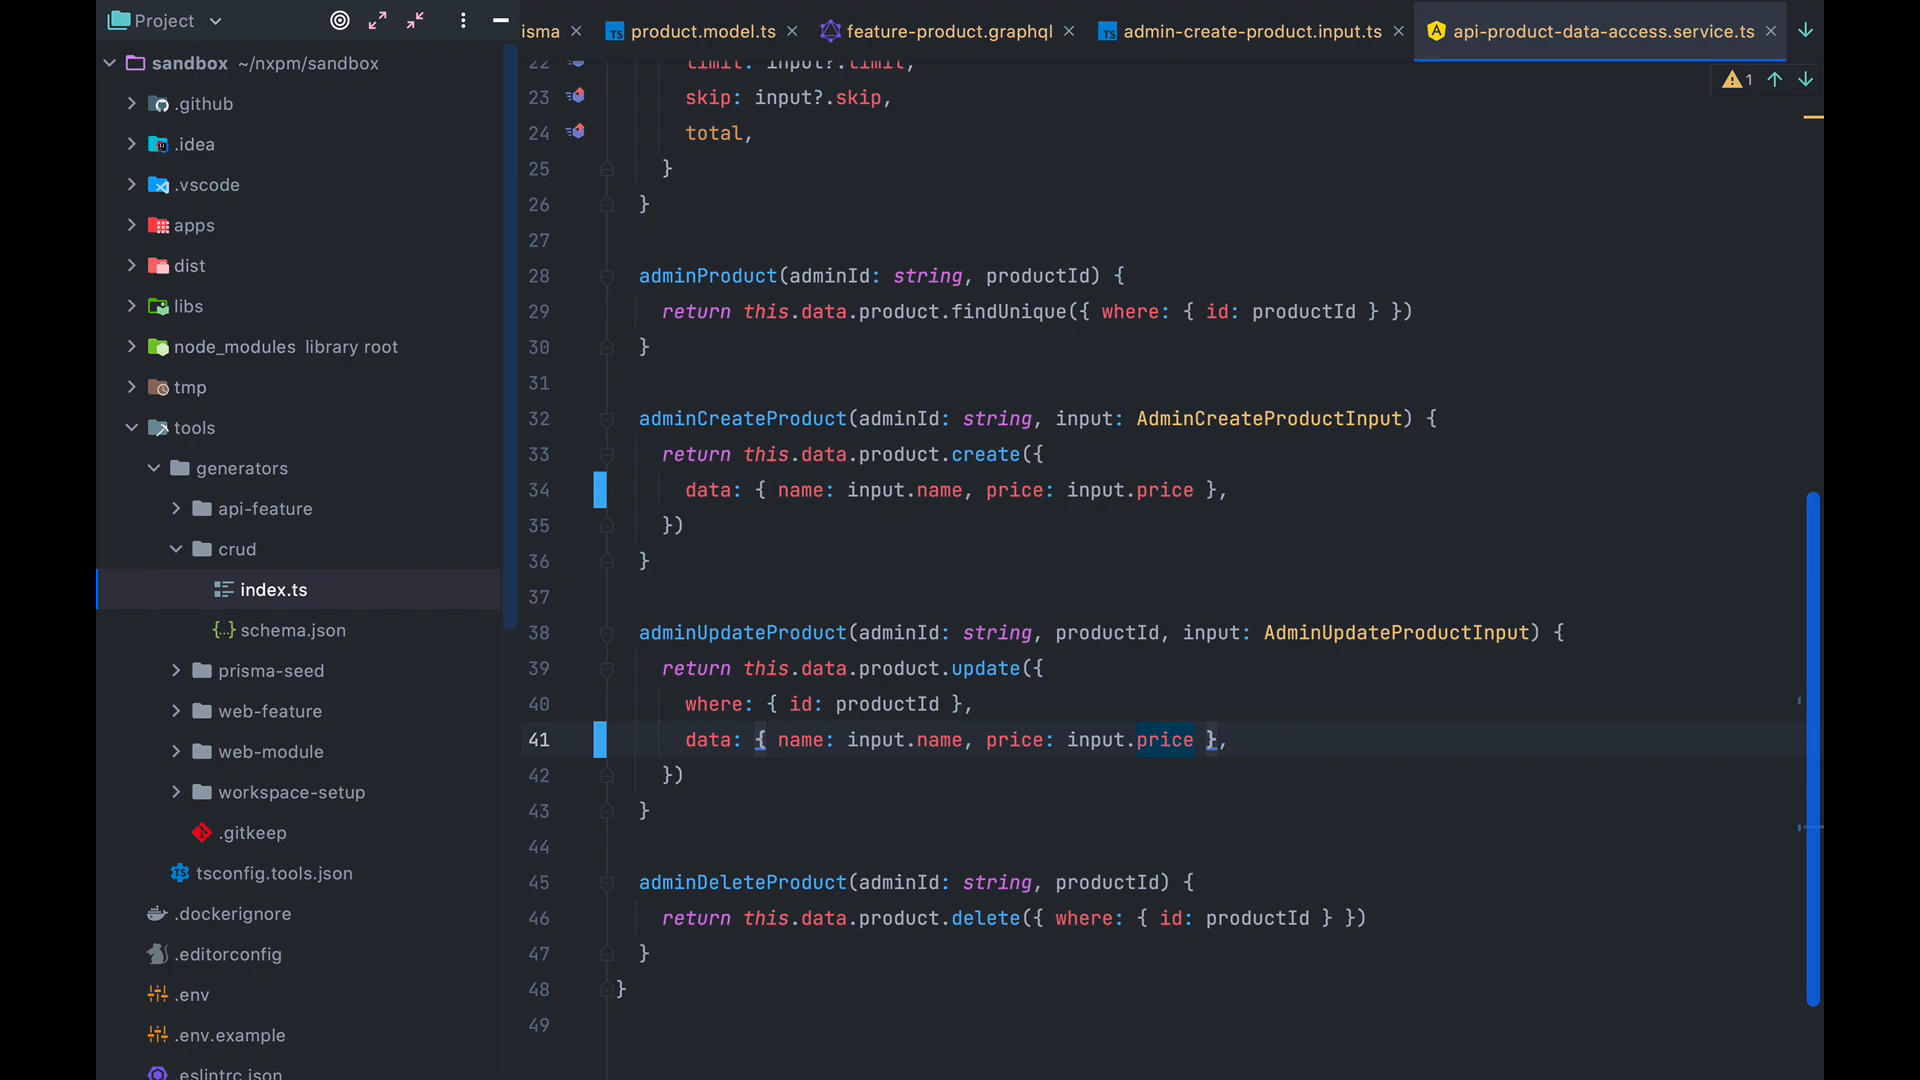 Project
isma
product.model.ts
feature-product.graphql
admin-create-product.input.ts
api-product-data-access.service.ts
1
sandbox ~/nxpm/sandbox
.github
.idea
.vscode
apps
dist
libs
node_modules library root
tmp
tools
generators
api-feature
crud
index.ts
schema.json
prisma-seed
web-feature
web-module
workspace-setup
.gitkeep
tsconfig.tools.json
.dockerignore
.editorconfig
.env
.env.example
.eslintrc.json
22 limit: input?.limit,
23 skip: input?.skip,
24 total,
25 }
26 }
27
28 adminProduct(adminId: string, productId) {
29 return this.data.product.findUnique({ where: { id: productId } })
30 }
31
32 adminCreateProduct(adminId: string, input: AdminCreateProductInput) {
33 return this.data.product.create({
34 data: { name: input.name, price: input.price },
35 })
36 }
37
38 adminUpdateProduct(adminId: string, productId, input: AdminUpdateProductInput) {
39 return this.data.product.update({
40 where: { id: productId },
41 data: { name: input.name, price: input.price },
42 })
43 }
44
45 adminDeleteProduct(adminId: string, productId) {
46 return this.data.product.delete({ where: { id: productId } })
47 }
48 }
49